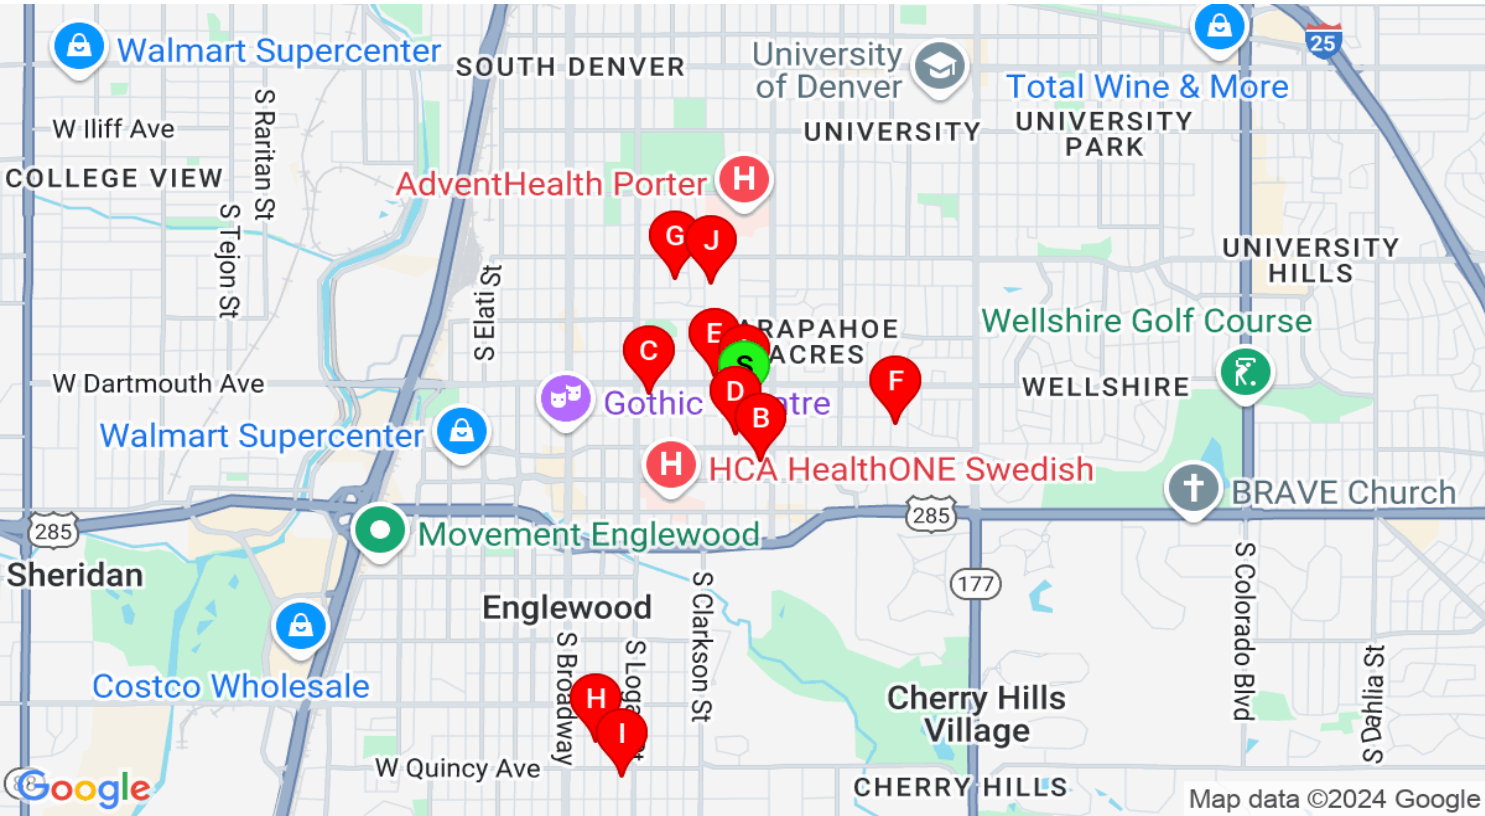 25
Walmart Supercenter
SOUTH DENVER
University
of Denver
Total Wine & More
W Iliff Ave
S Raritan St
UNIVERSITY
UNIVERSITY
PARK
COLLEGE VIEW
AdventHealth Porter
H
S Tejon St
G
J
UNIVERSITY
HILLS
S Elati St
Wellshire Golf Course
E
ARAPAHOE
ACRES
C
S
W Dartmouth Ave
F
WELLSHIRE
D
Gothic
tre
B
Walmart Supercenter
H
HCA HealthONE Swedish
BRAVE Church
285
285
Movement Englewood
Sheridan
177
S Clarkson St
S Colorado Blvd
Englewood
S Broadway
S Loga
t
S Dahlia St
Costco Wholesale
H
Cherry Hills
Village
I
W Quincy Ave
CHERRY HILLS
88
Google
Map data ©2024 Google